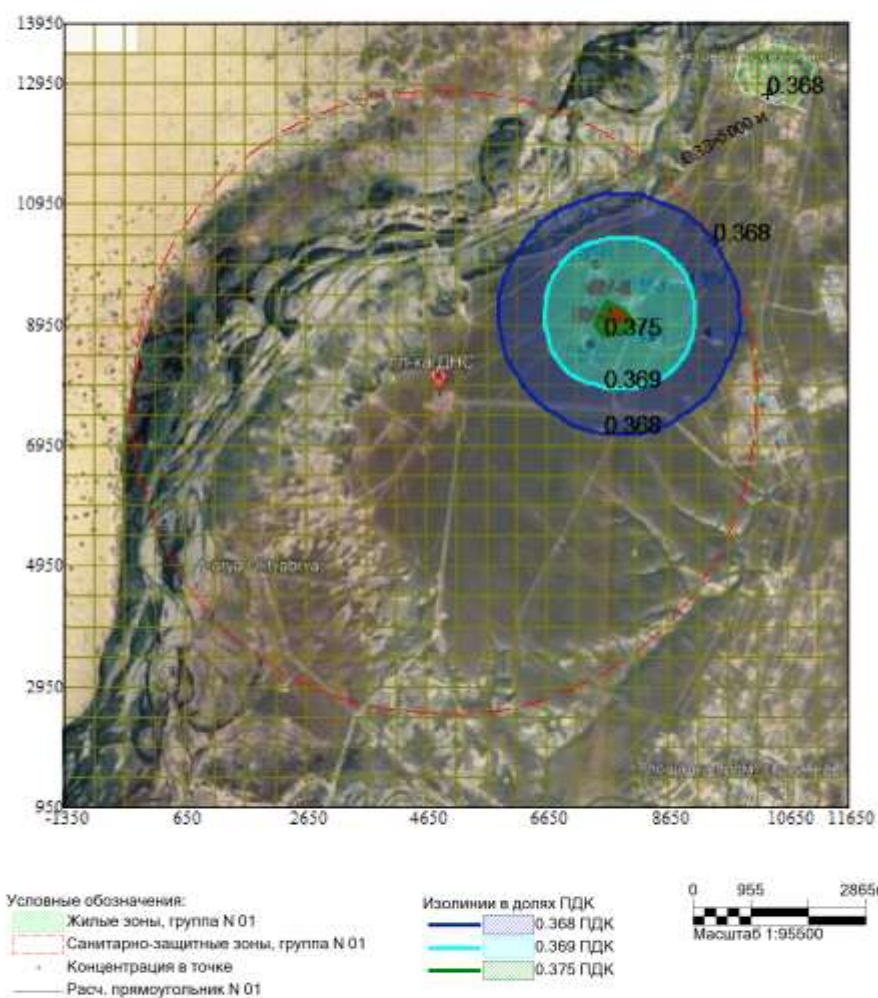 13950
12950
0.368
10950
0.368
8950
0.375
0.369
0.368
6950
4950
2950
950
-1350 650 2650 4650 6650 8650 10650 11650
Условные обозначения:
Жилые зоны, группа N 01
Санитарно-защитные зоны, группа N 01
Концентрация в точке
Расч. прямоугольник N 01
Изолинии в долях ПДК
0.368 ПДК
0.369 ПДК
0.375 ПДК
0 955
Масштаб 1:95500